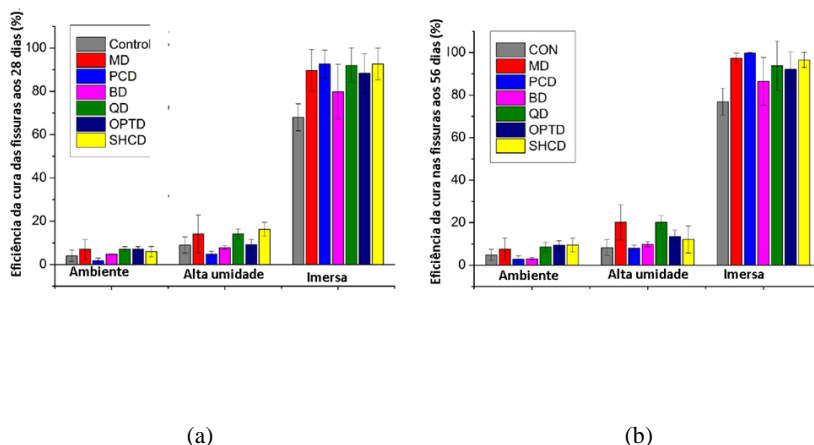 Eficiência da cura das fissuras aos 28 dias (%).
100
80
60
40
20
0
Control
MD
PCD
BD
QD
OPTD
SHCD
Ambiente
Alta umidade
Imersa
(a)
Eficiência da cura nas fissuras aos 56 dias (%).
100
80
60
40
20
0
CON
MD
PCD
BD
QD
OPTD
SHCD
Ambiente
Alta umidade
Imersa
(b)